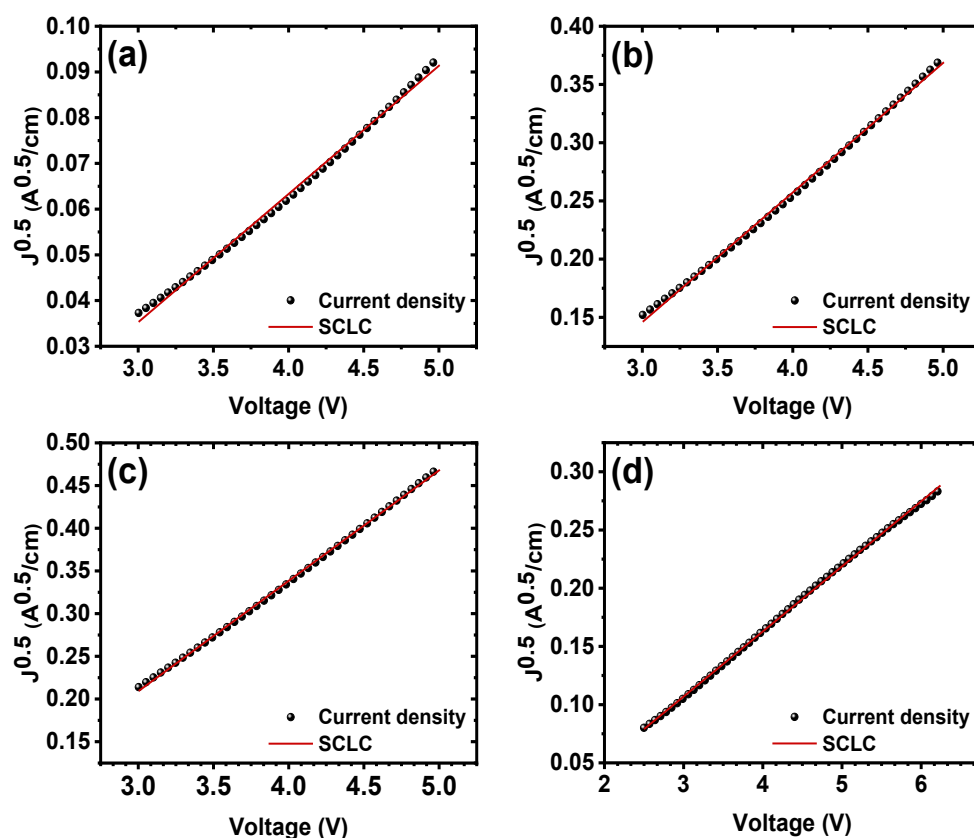 (a)
0.10
0.09
0.08
0.07
0.06
0.05
0.04
0.03
J^0.5 (A^0.5/cm)
Current density
SCLC
3.0 3.5 4.0 4.5 5.0
Voltage (V)
(b)
0.40
0.35
0.30
0.25
0.20
0.15
J^0.5 (A^0.5/cm)
Current density
SCLC
3.0 3.5 4.0 4.5 5.0
Voltage (V)
(c)
0.50
0.45
0.40
0.35
0.30
0.25
0.20
0.15
J^0.5 (A^0.5/cm)
Current density
SCLC
3.0 3.5 4.0 4.5 5.0
Voltage (V)
(d)
0.30
0.25
0.20
0.15
0.10
0.05
J^0.5 (A^0.5/cm)
Current density
SCLC
2 3 4 5 6
Voltage (V)